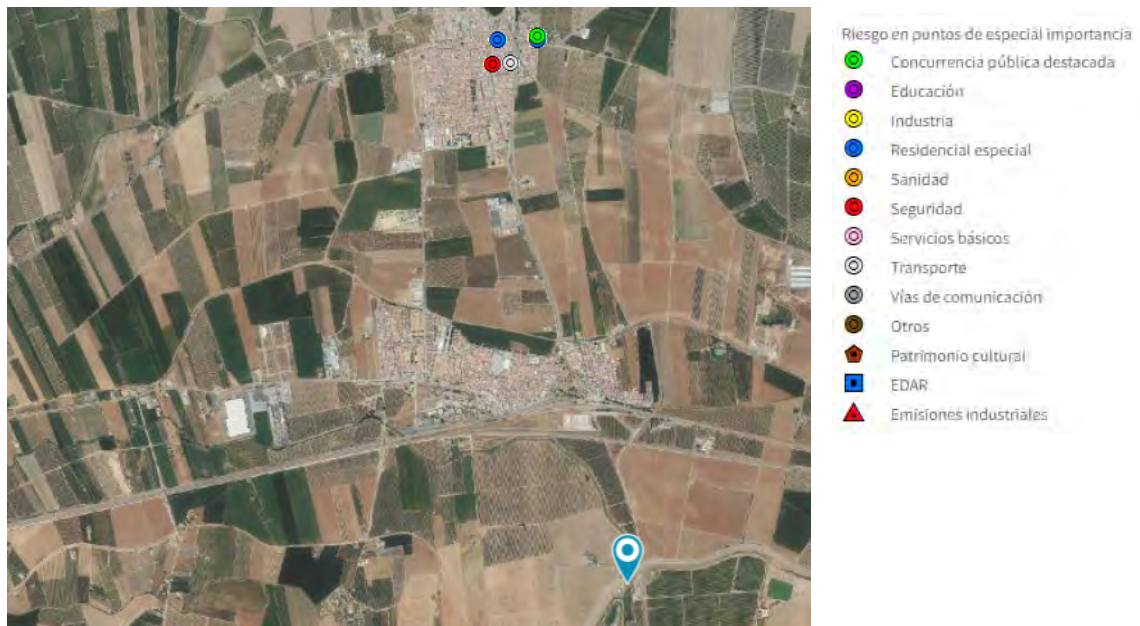 Riesgo en puntos de especial importancia
Concurrencia pública destacada
Educación
Industria
Residencial especial
Sanidad
Seguridad
Servicios básicos
Transporte
Vías de comunicación
Otros
Patrimonio cultural
EDAR
Emisiones industriales